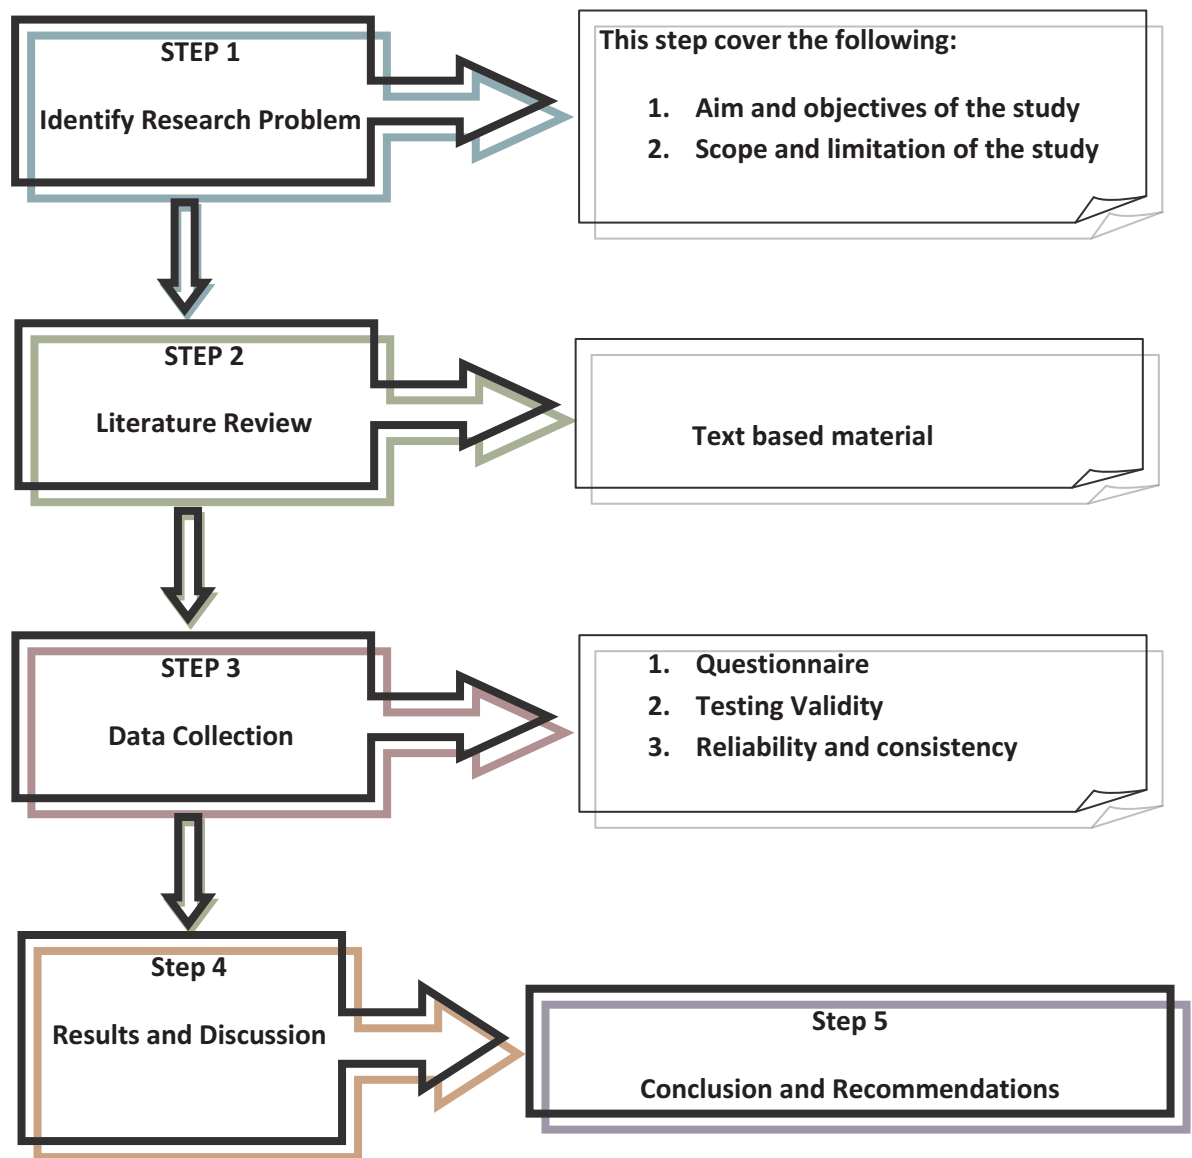 STEP 1
Identify Research Problem
This step cover the following:
1. Aim and objectives of the study
2. Scope and limitation of the study
STEP 2
Literature Review
Text based material
STEP 3
Data Collection
1. Questionnaire
2. Testing Validity
3. Reliability and consistency
Step 4
Results and Discussion
Step 5
Conclusion and Recommendations